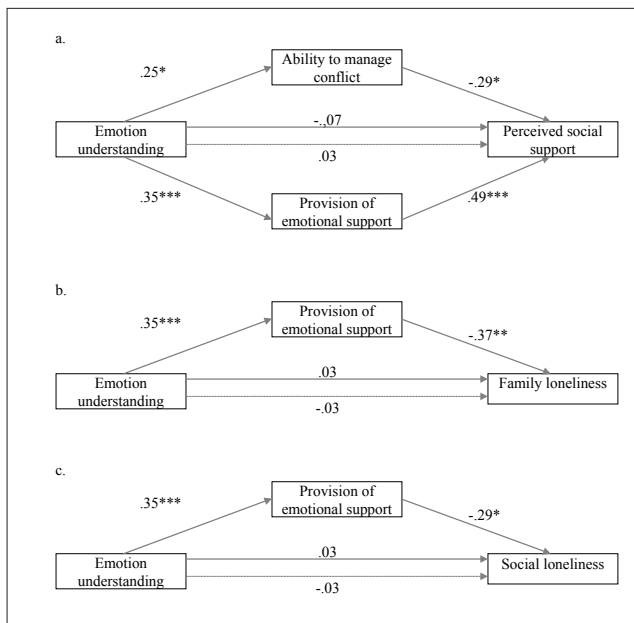 a.
Ability to manage
conflict
.25*
-.29*
-.,07
Emotion
understanding
Perceived social
support
.03
.35***
.49***
Provision of
emotional support
b.
Provision of
emotional support
.35***
-.37**
.03
Emotion
understanding
Family loneliness
-.03
c.
Provision of
emotional support
.35***
-.29*
.03
Emotion
understanding
Social loneliness
-.03